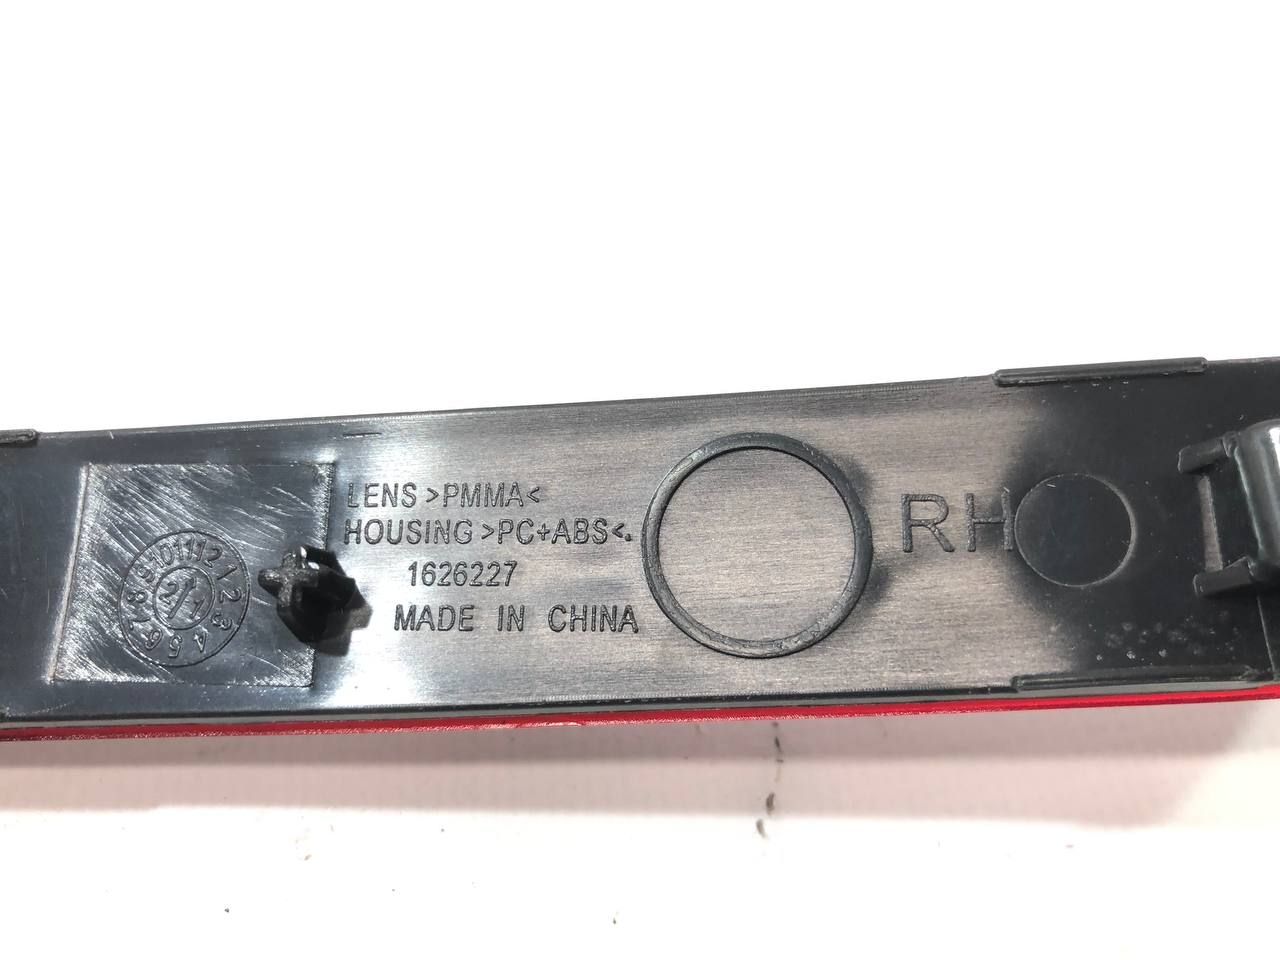 LENS >PMMA<
HOUSING >PC+ABS<.
1626227
MADE IN CHINA
RH